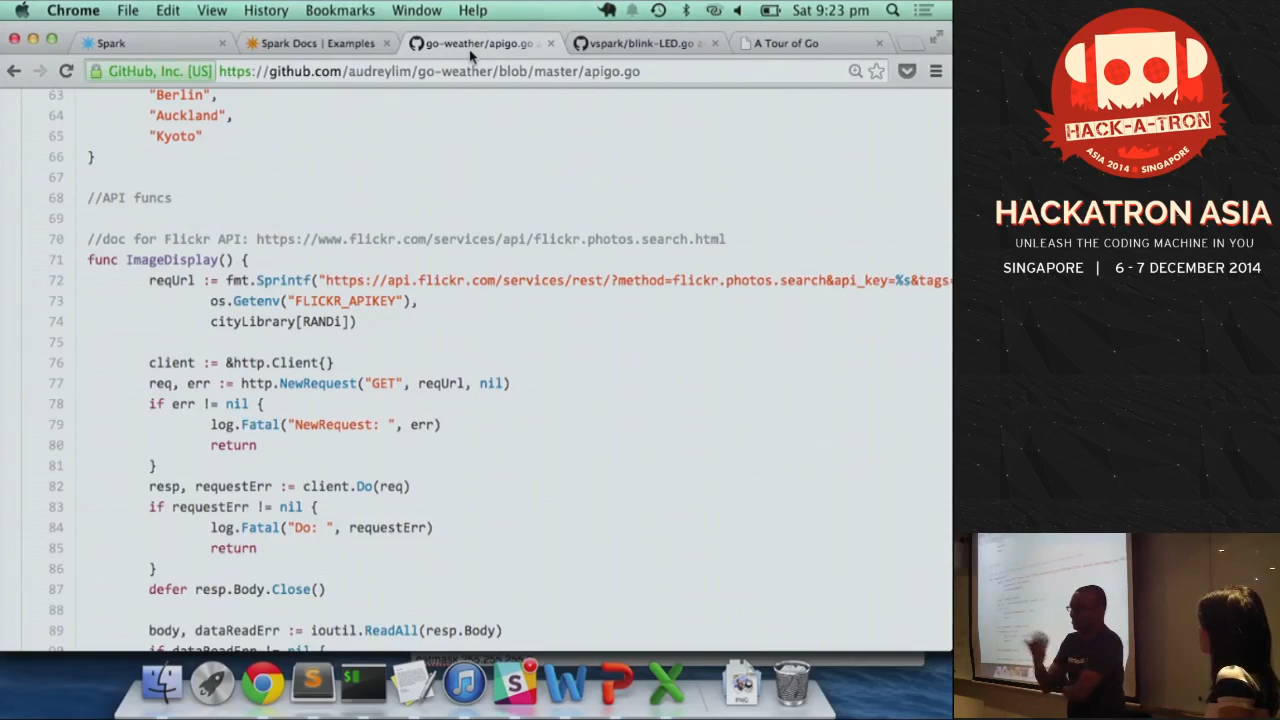 Chrome File Edit View History Bookmarks Window Help Sat 9:23 pm
Spark Spark Docs | Examples go-weather/apigo.go vspark/blink-LED.go A Tour of Go
GitHub, Inc. [US] https://github.com/audreylim/go-weather/blob/master/apigo.go
63 "Berlin",
64 "Auckland",
65 "Kyoto"
66 }
67
68 //API funcs
69
70 //doc for Flickr API: https://www.flickr.com/services/api/flickr.photos.search.html
71 func ImageDisplay() {
72 reqUrl := fmt.Sprintf("https://api.flickr.com/services/rest/?method=flickr.photos.search&api_key=%s&tags=
73 os.Getenv("FLICKR_APIKEY"),
74 cityLibrary[RANDi])
75
76 client := &http.Client{}
77 req, err := http.NewRequest("GET", reqUrl, nil)
78 if err != nil {
79 log.Fatal("NewRequest: ", err)
80 return
81 }
82 resp, requestErr := client.Do(req)
83 if requestErr != nil {
84 log.Fatal("Do: ", requestErr)
85 return
86 }
87 defer resp.Body.Close()
88
89 body, dataReadErr := ioutil.ReadAll(resp.Body)
if dataReadErr != nil {
PNG
HACK-A-TRON
ASIA 2014 SINGAPORE
HACKATRON ASIA
UNLEASH THE CODING MACHINE IN YOU
SINGAPORE | 6 - 7 DECEMBER 2014